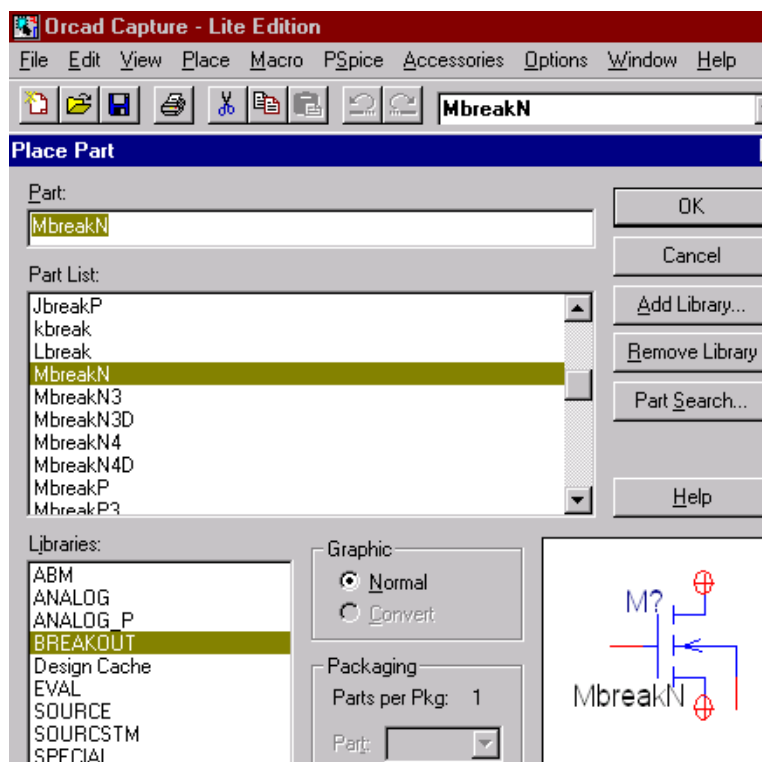 Orcad Capture - Lite Edition
File Edit View Place Macro PSpice Accessories Options Window Help
MbreakN
Place Part
Part:
MbreakN
OK
Cancel
Part List:
JbreakP
kbreak
Lbreak
MbreakN
MbreakN3
MbreakN3D
MbreakN4
MbreakN4D
MbreakP
MbreakP3
Add Library...
Remove Library
Part Search...
Help
Libraries:
ABM
ANALOG
ANALOG_P
BREAKOUT
Design Cache
EVAL
SOURCE
SOURCSTM
SPECIAL
Graphic
Normal
Convert
Packaging
Parts per Pkg: 1
Part:
M?
MbreakN